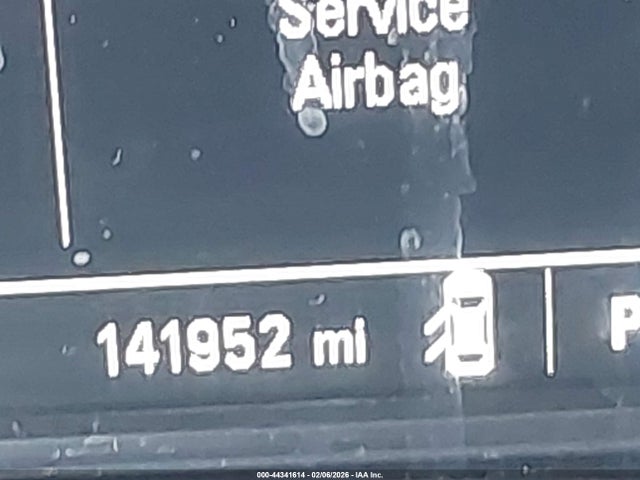 Service
Airbag
141952 mi
P
000-44341614 - 02/06/2026 - IAA Inc.